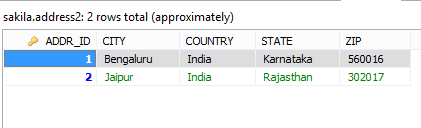 sakila.address2: 2 rows total (approximately)
ADDR_ID CITY COUNTRY STATE ZIP
1 Bengaluru India Karnataka 560016
2 Jaipur India Rajasthan 302017